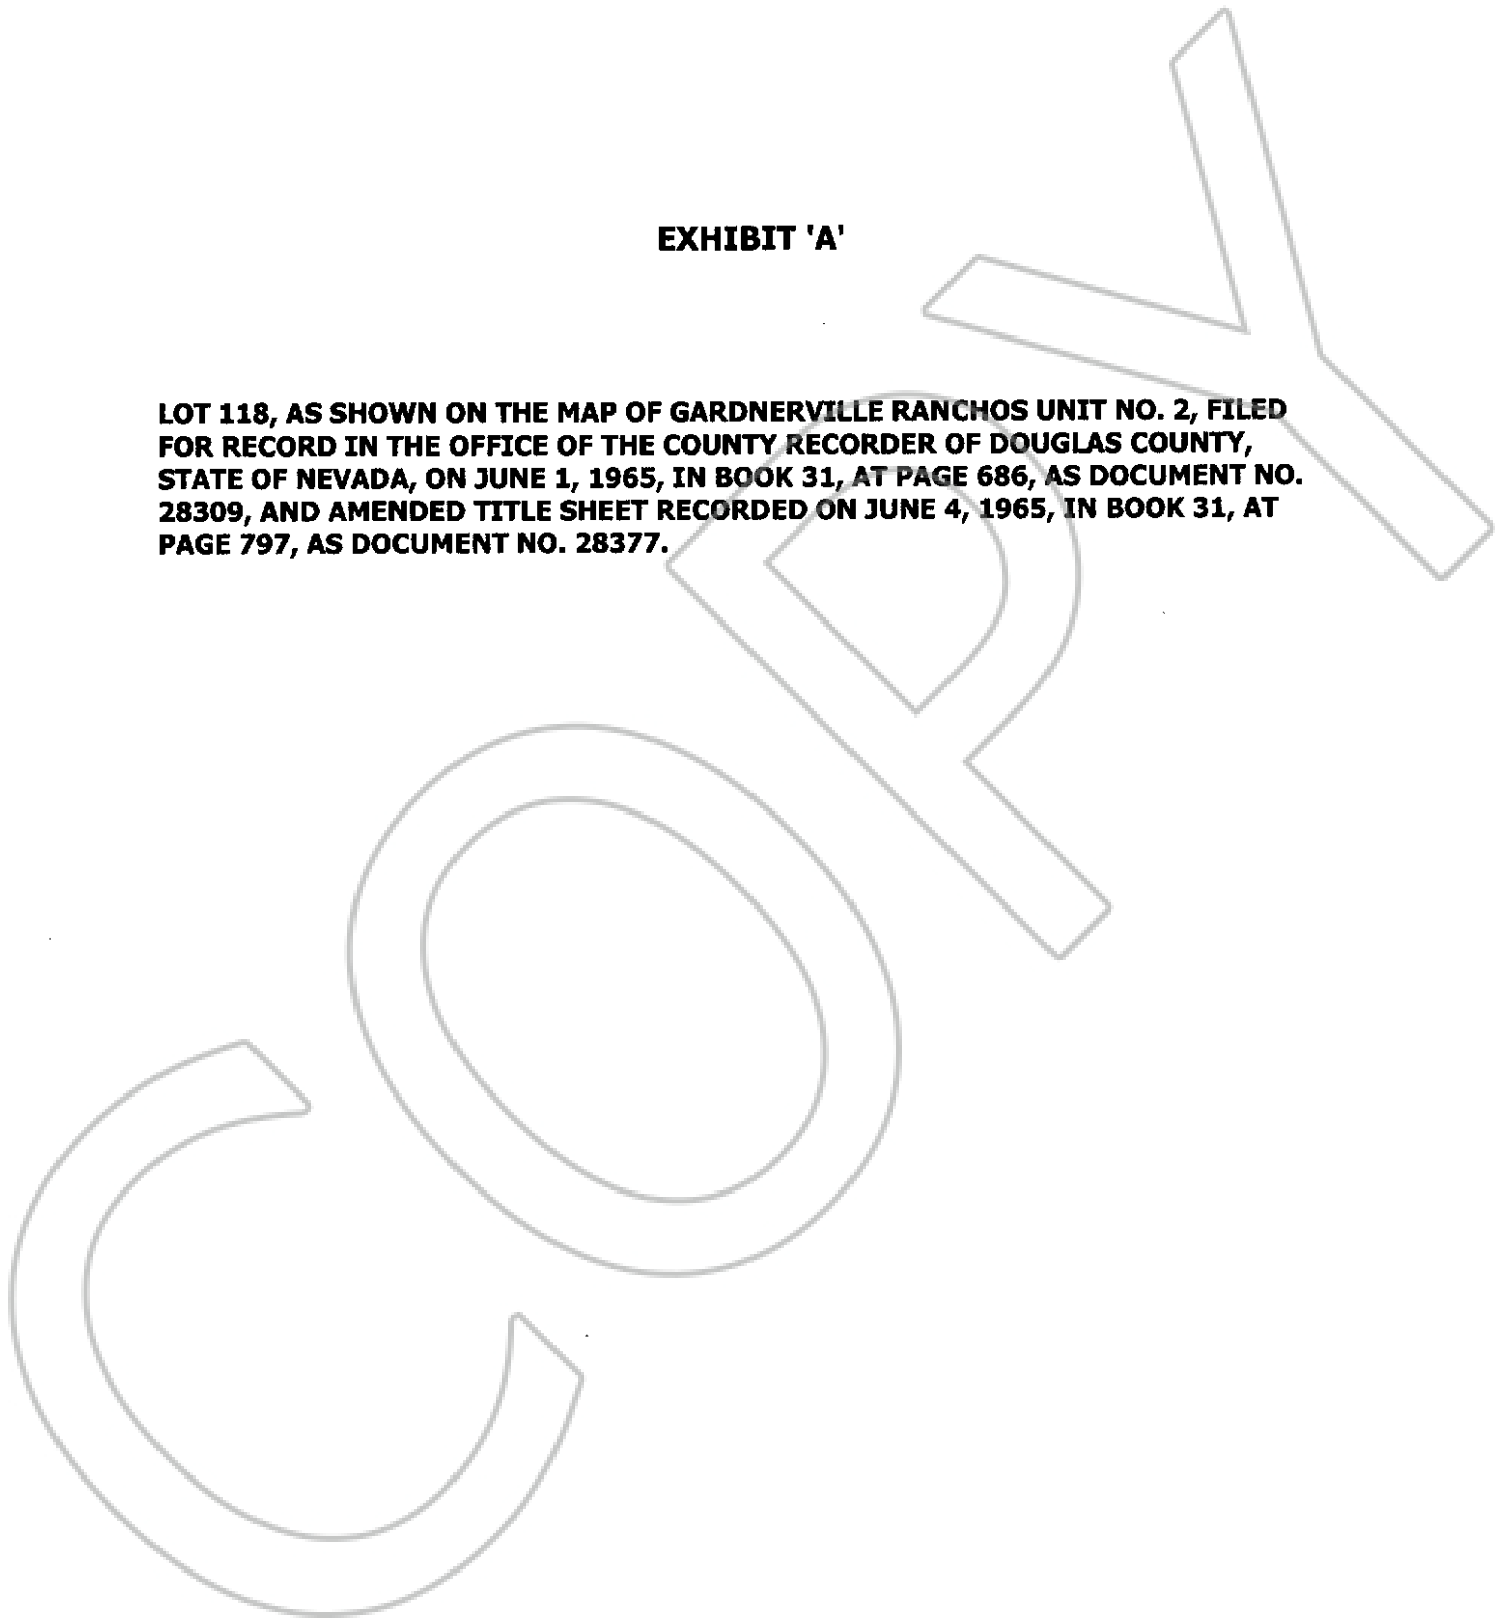 EXHIBIT 'A'
LOT 118, AS SHOWN ON THE MAP OF GARDNERVILLE RANCHOS UNIT NO. 2, FILED
FOR RECORD IN THE OFFICE OF THE COUNTY RECORDER OF DOUGLAS COUNTY,
STATE OF NEVADA, ON JUNE 1, 1965, IN BOOK 31, AT PAGE 686, AS DOCUMENT NO.
28309, AND AMENDED TITLE SHEET RECORDED ON JUNE 4, 1965, IN BOOK 31, AT
PAGE 797, AS DOCUMENT NO. 28377.
COPY